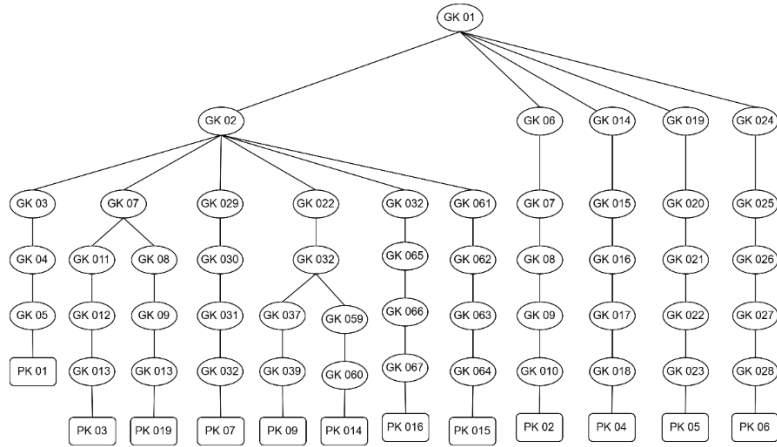 GK 01
GK 02 GK 06 GK 014 GK 019 GK 024
GK 03 GK 07 GK 029 GK 022 GK 032 GK 061 GK 07 GK 015 GK 020 GK 025
GK 04 GK 011 GK 08 GK 030 GK 032 GK 065 GK 062 GK 08 GK 016 GK 021 GK 026
GK 05 GK 012 GK 09 GK 031 GK 037 GK 059 GK 066 GK 063 GK 09 GK 017 GK 022 GK 027
PK 01 GK 013 GK 013 GK 032 GK 039 GK 060 GK 067 GK 064 GK 010 GK 018 GK 023 GK 028
PK 03 PK 019 PK 07 PK 09 PK 014 PK 016 PK 015 PK 02 PK 04 PK 05 PK 06